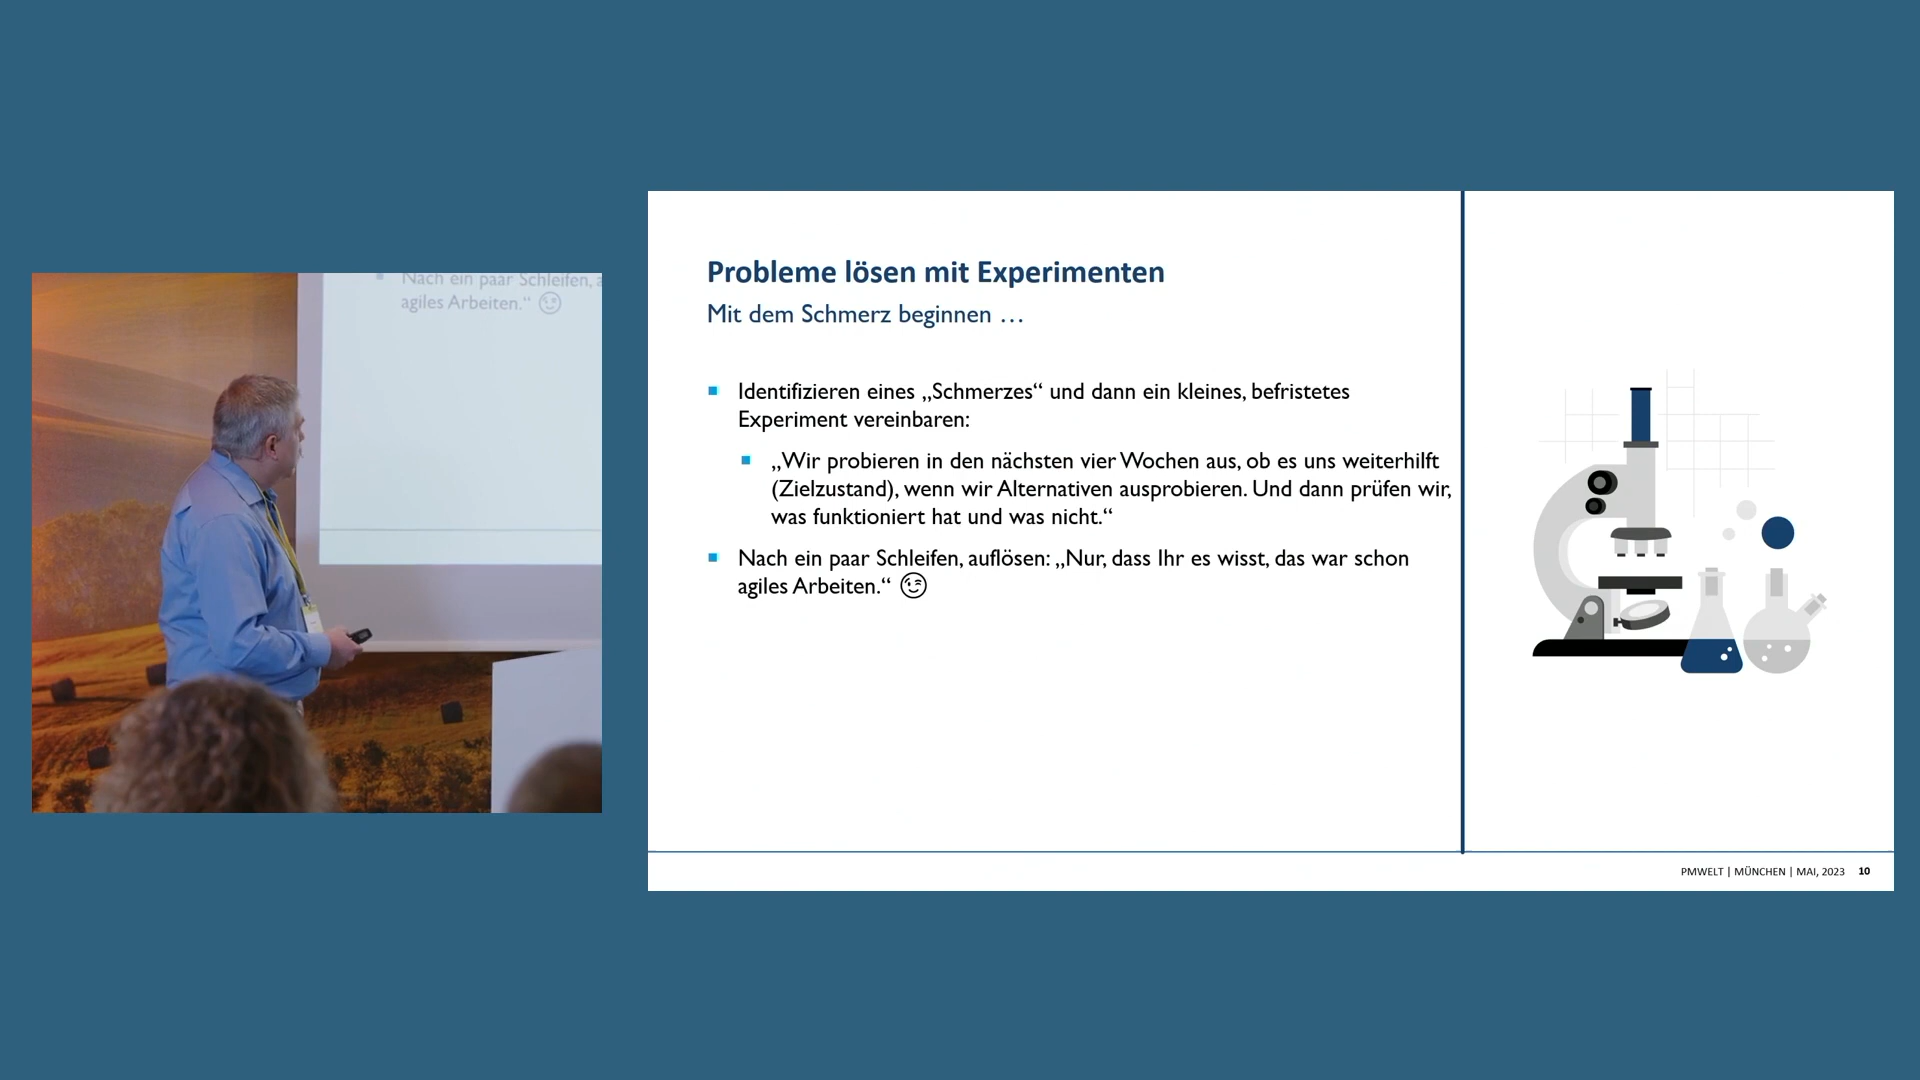 Nach ein paar Schleifen, a
agiles Arbeiten.“ 😉
Probleme lösen mit Experimenten
Mit dem Schmerz beginnen …
Identifizieren eines „Schmerzes“ und dann ein kleines, befristetes
Experiment vereinbaren:
„Wir probieren in den nächsten vier Wochen aus, ob es uns weiterhilft
(Zielzustand), wenn wir Alternativen ausprobieren. Und dann prüfen wir,
was funktioniert hat und was nicht.“
Nach ein paar Schleifen, auflösen: „Nur, dass Ihr es wisst, das war schon
agiles Arbeiten.“ 😉
PMWELT | MÜNCHEN | MAI, 2023 10